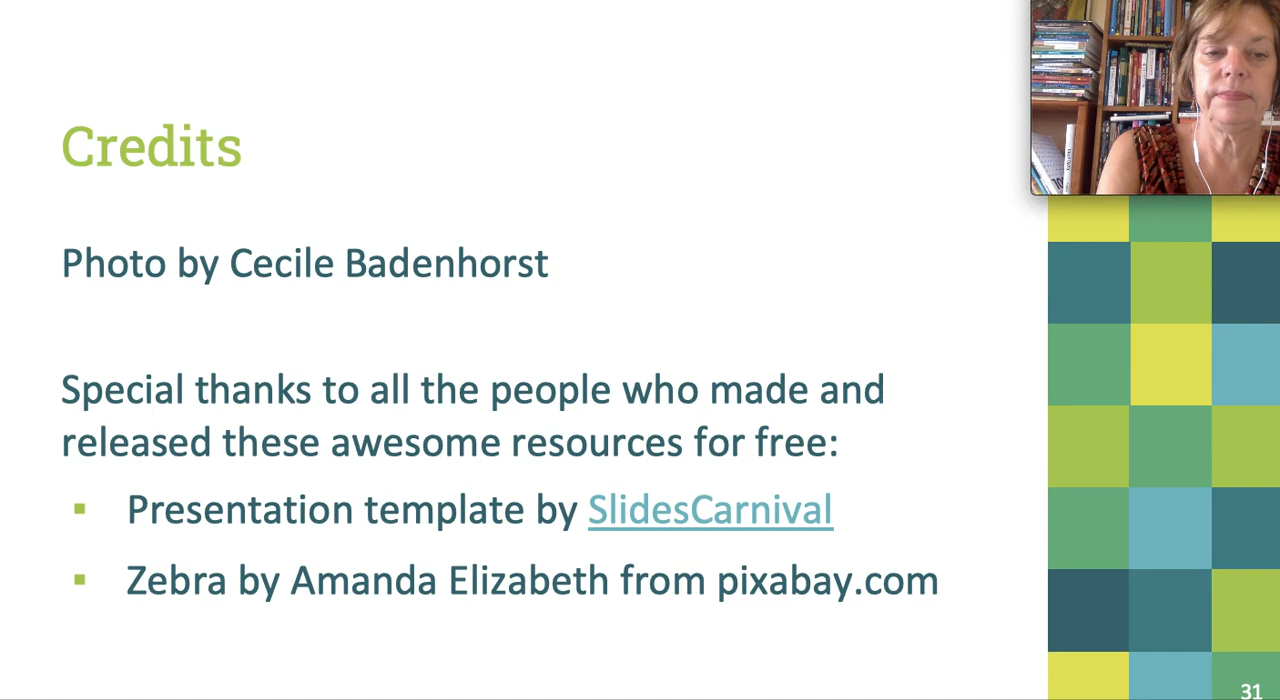 Credits
Photo by Cecile Badenhorst
Special thanks to all the people who made and
released these awesome resources for free:
▪ Presentation template by SlidesCarnival
▪ Zebra by Amanda Elizabeth from pixabay.com
31